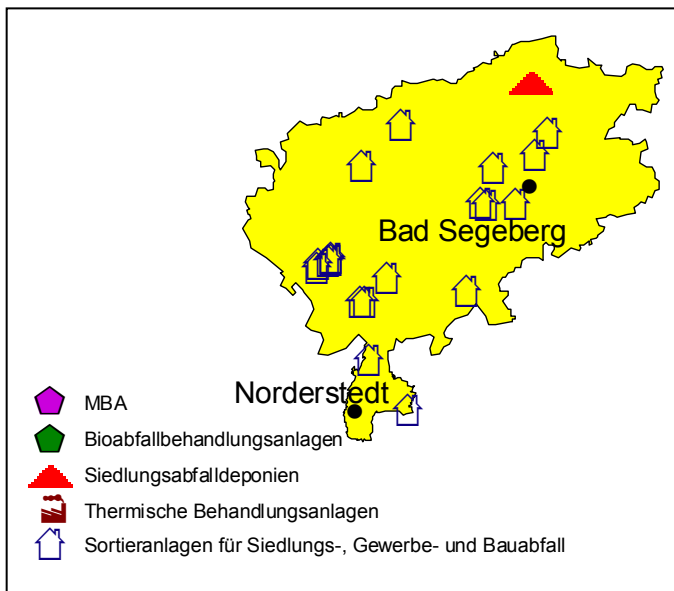 Bad Segeberg
Norderstedt
MBA
Bioabfallbehandlungsanlagen
Siedlungsabfalldeponien
Thermische Behandlungsanlagen
Sortieranlagen für Siedlungs-, Gewerbe- und Bauabfall